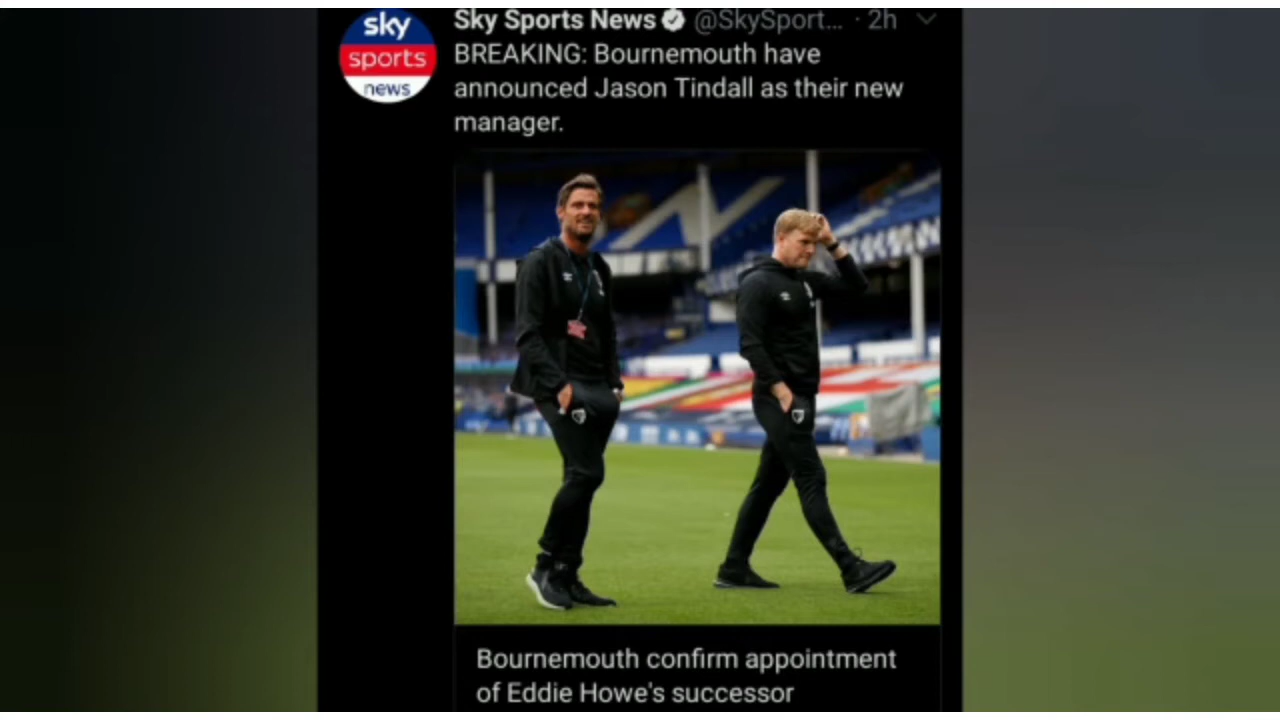 sky
sports
news
Sky Sports News @SkySport... · 2h
BREAKING: Bournemouth have
announced Jason Tindall as their new
manager.
Bournemouth confirm appointment
of Eddie Howe's successor